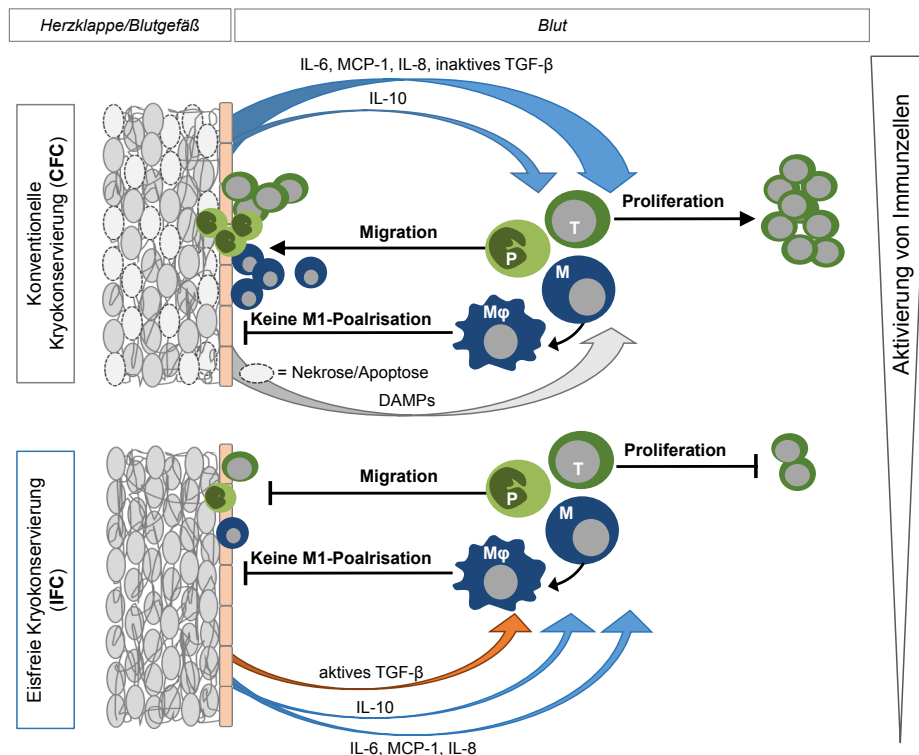 Herzklappe/Blutgefäß
Blut
IL-6, MCP-1, IL-8, inaktives TGF-β
IL-10
Konventionelle
Kryokonservierung (CFC)
T
Proliferation
Migration
P
M
Keine M1-Poalrisation
Mφ
= Nekrose/Apoptose
DAMPs
Aktivierung von Immunzellen
Eisfreie Kryokonservierung
(IFC)
T
Proliferation
Migration
P
M
Keine M1-Poalrisation
Mφ
aktives TGF-β
IL-10
IL-6, MCP-1, IL-8